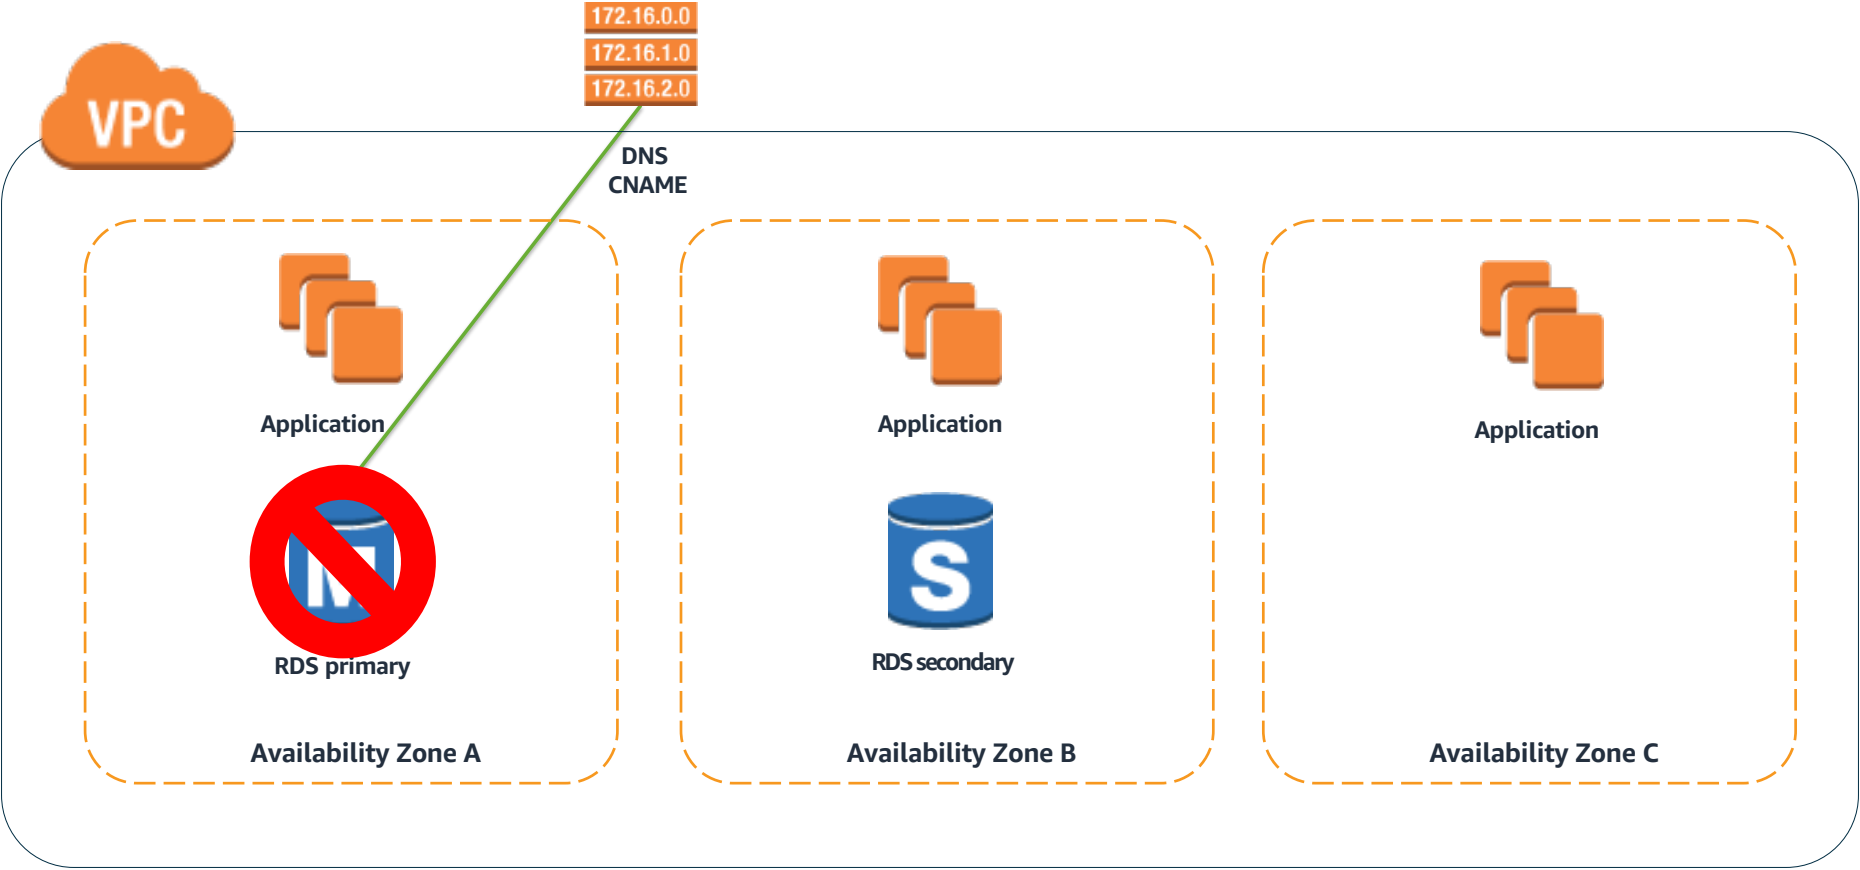 172.16.0.0
172.16.1.0
172.16.2.0
VPC
DNS
CNAME
Application
Application
Application
M
S
RDS primary
RDS secondary
Availability Zone A
Availability Zone B
Availability Zone C